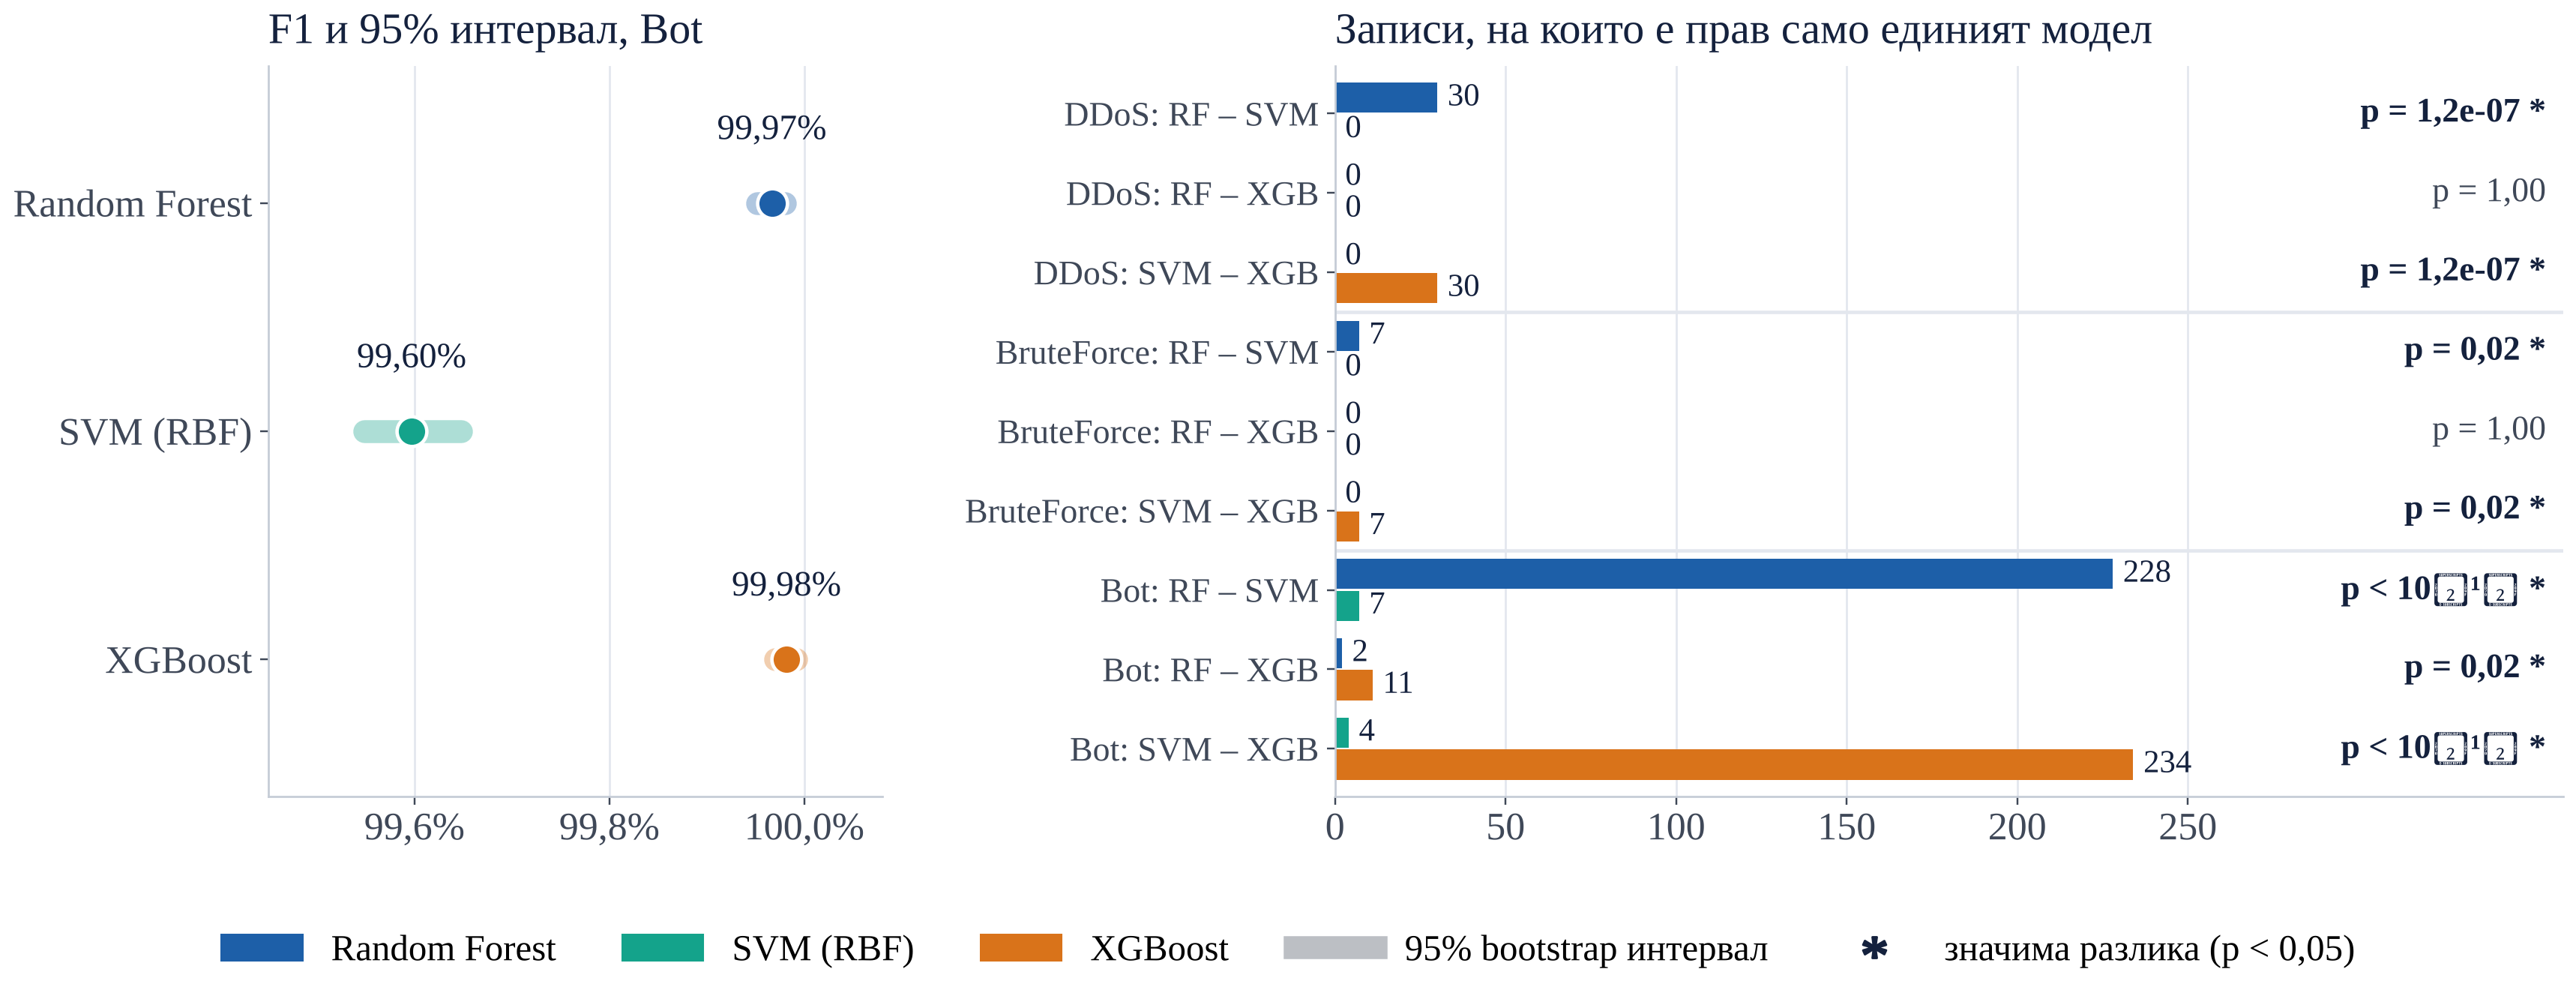 F1 и 95% интервал, Bot
99,97%
Random Forest
99,60%
SVM (RBF)
99,98%
XGBoost
99,6% 99,8% 100,0%
Записи, на които е прав само единият модел
DDoS: RF – SVM 30 0 p = 1,2e-07 *
DDoS: RF – XGB 0 0 p = 1,00
DDoS: SVM – XGB 0 30 p = 1,2e-07 *
BruteForce: RF – SVM 7 0 p = 0,02 *
BruteForce: RF – XGB 0 0 p = 1,00
BruteForce: SVM – XGB 0 7 p = 0,02 *
Bot: RF – SVM 228 7 p < 10 ¹ *
Bot: RF – XGB 2 11 p = 0,02 *
Bot: SVM – XGB 4 234 p < 10 ¹ *
0 50 100 150 200 250
Random Forest SVM (RBF) XGBoost 95% bootstrap интервал * значима разлика (p < 0,05)